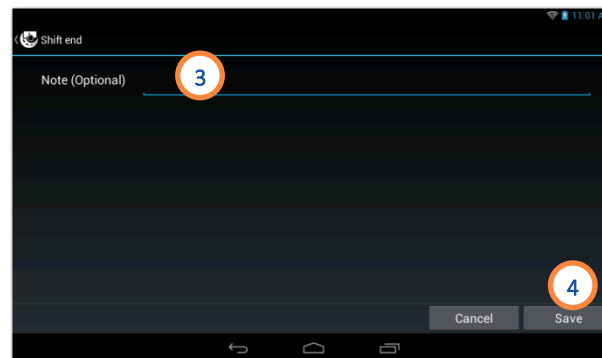 11:01 A
Shift end
Note (Optional)
3
4
Cancel
Save